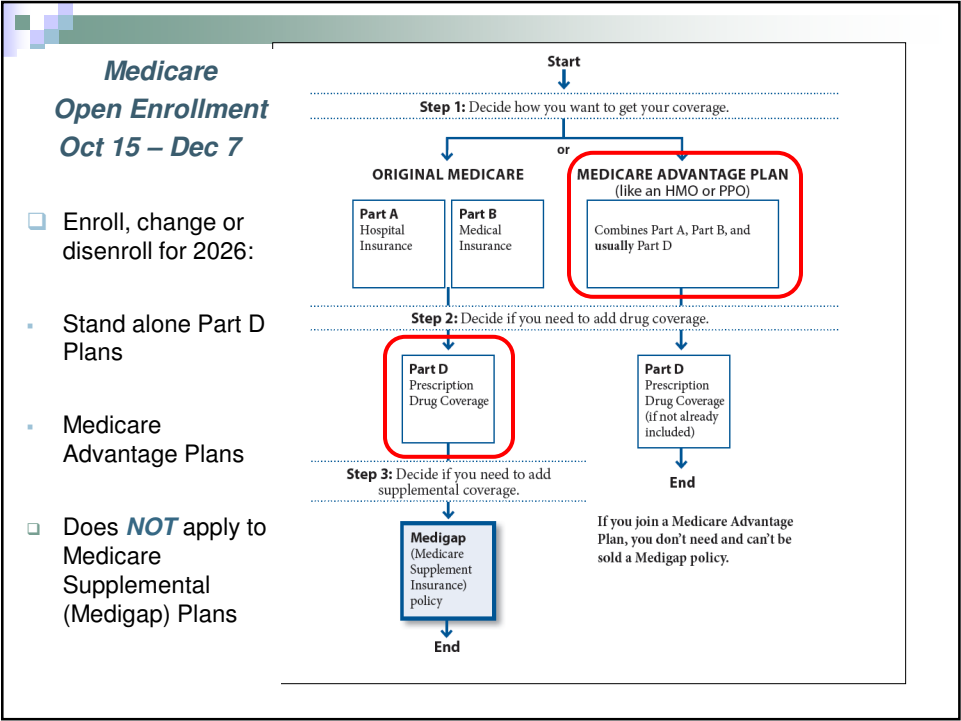 Medicare
Open Enrollment
Oct 15 – Dec 7
Enroll, change or
disenroll for 2026:
Stand alone Part D
Plans
Medicare
Advantage Plans
Does NOT apply to
Medicare
Supplemental
(Medigap) Plans
Start
Step 1: Decide how you want to get your coverage.
or
ORIGINAL MEDICARE
Part A
Hospital
Insurance
Part B
Medical
Insurance
MEDICARE ADVANTAGE PLAN
(like an HMO or PPO)
Combines Part A, Part B, and
usually Part D
Step 2: Decide if you need to add drug coverage.
Part D
Prescription
Drug Coverage
Part D
Prescription
Drug Coverage
(if not already
included)
End
Step 3: Decide if you need to add
supplemental coverage.
Medigap
(Medicare
Supplement
Insurance)
policy
End
If you join a Medicare Advantage
Plan, you don't need and can't be
sold a Medigap policy.